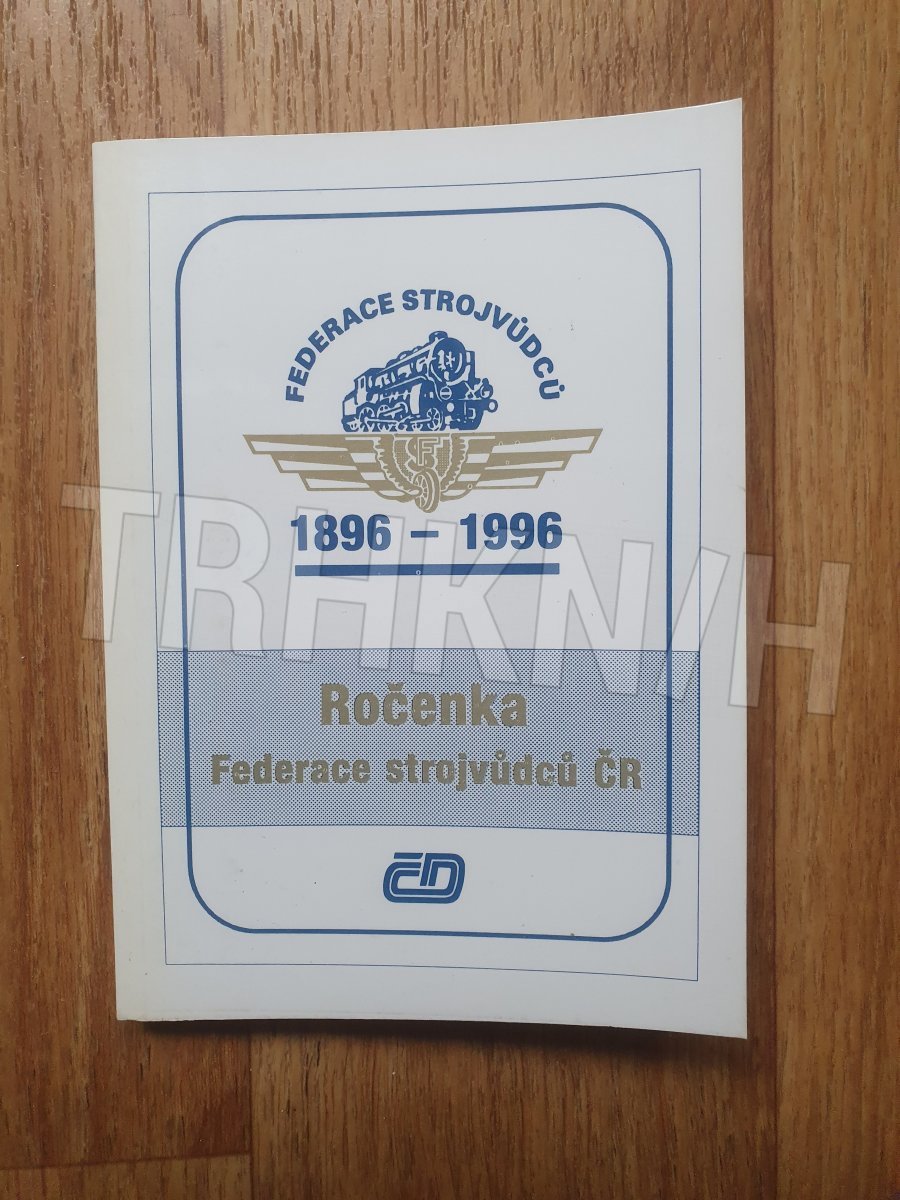 FEDERACE STROJVŮDCŮ
1896 – 1996
Ročenka
Federace strojvůdců ČR
ČD
TRHKNIH